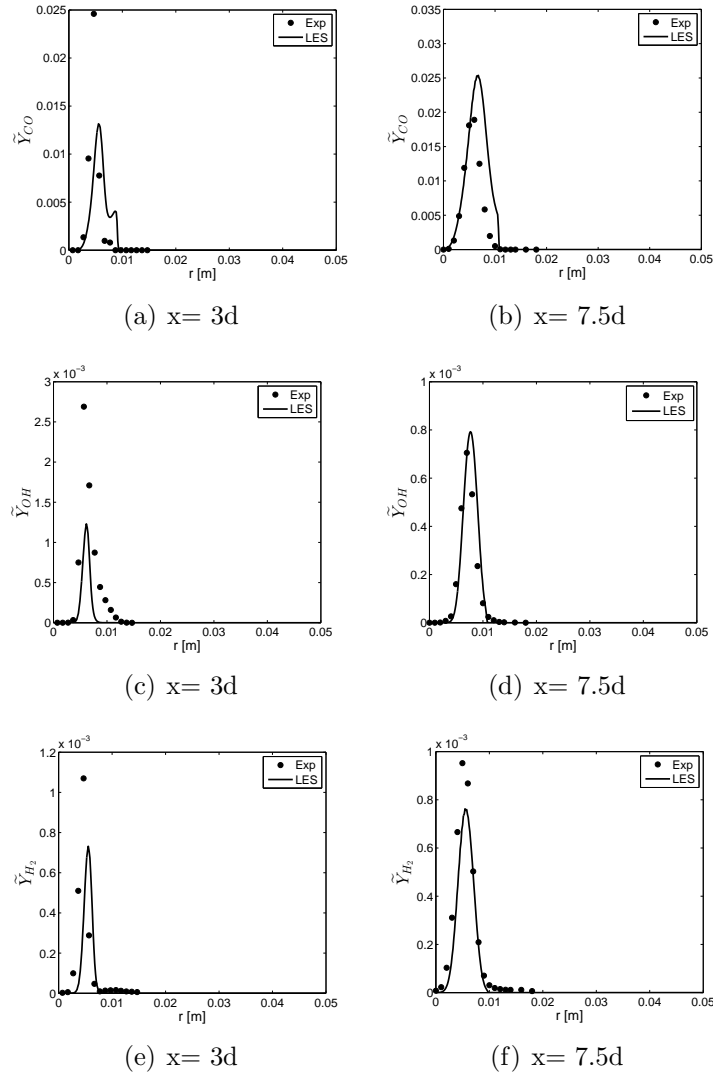 0.025
0.02
0.015
0.01
0.005
0
0 0.01 0.02 0.03 0.04 0.05
r [m]
ỸCO
Exp
LES
(a) x= 3d
0.035
0.03
0.025
0.02
0.015
0.01
0.005
0
0 0.01 0.02 0.03 0.04 0.05
r [m]
ỸCO
Exp
LES
(b) x= 7.5d
x 10⁻³
3
2.5
2
1.5
1
0.5
0
0 0.01 0.02 0.03 0.04 0.05
r [m]
ỸOH
Exp
LES
(c) x= 3d
x 10⁻³
1
0.8
0.6
0.4
0.2
0
0 0.01 0.02 0.03 0.04 0.05
r [m]
ỸOH
Exp
LES
(d) x= 7.5d
x 10⁻³
1.2
1
0.8
0.6
0.4
0.2
0
0 0.01 0.02 0.03 0.04 0.05
r [m]
ỸH₂
Exp
LES
(e) x= 3d
x 10⁻³
1
0.8
0.6
0.4
0.2
0
0 0.01 0.02 0.03 0.04 0.05
r [m]
ỸH₂
Exp
LES
(f) x= 7.5d